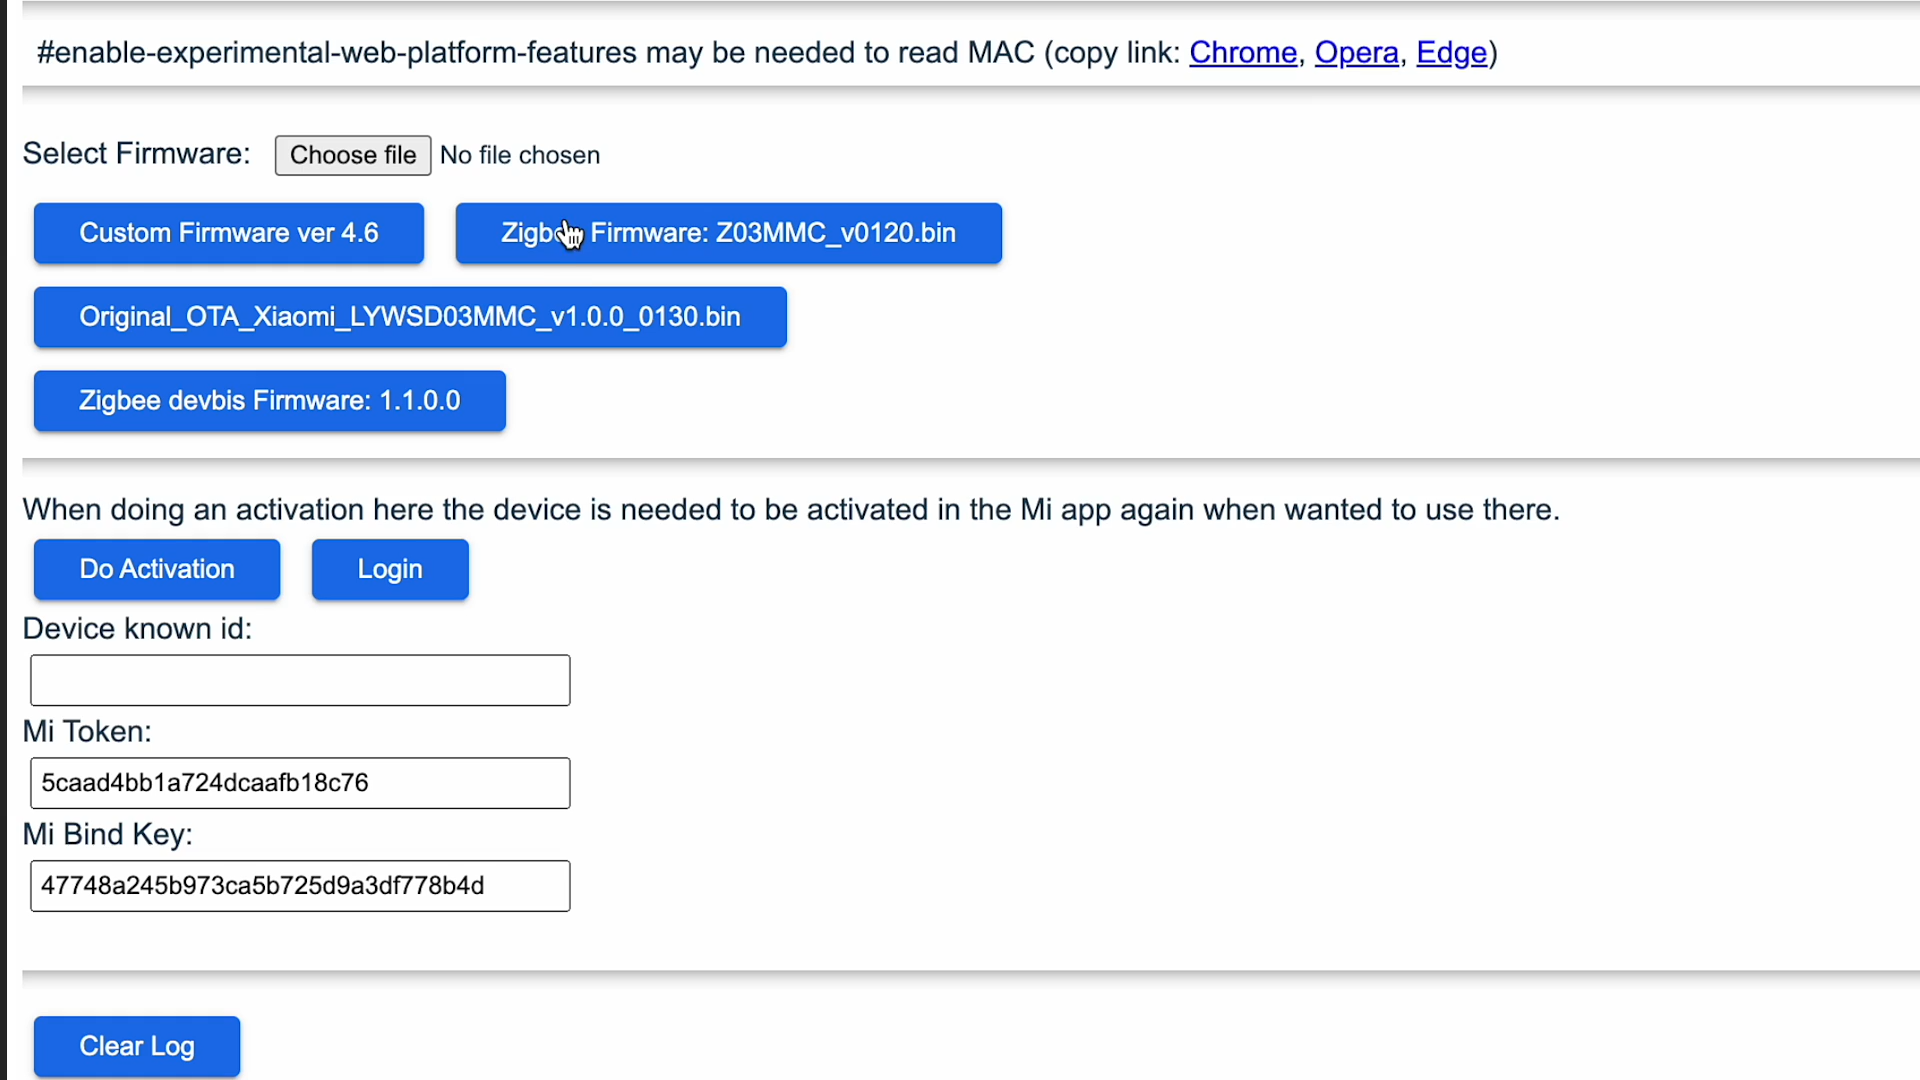 #enable-experimental-web-platform-features may be needed to read MAC (copy link: Chrome, Opera, Edge)
Select Firmware: Choose file No file chosen
Custom Firmware ver 4.6 Firmware: Z03MMC_v0120.bin
Original_OTA_Xiaomi_LYWSD03MMC_v1.0.0_0130.bin
Zigbee devbis Firmware: 1.1.0.0
When doing an activation here the device is needed to be activated in the Mi app again when wanted to use there.
Do Activation Login
Device known id:
Mi Token:
5caad4bb1a724dcaafb18c76
Mi Bind Key:
47748a245b973ca5b725d9a3df778b4d
Clear Log